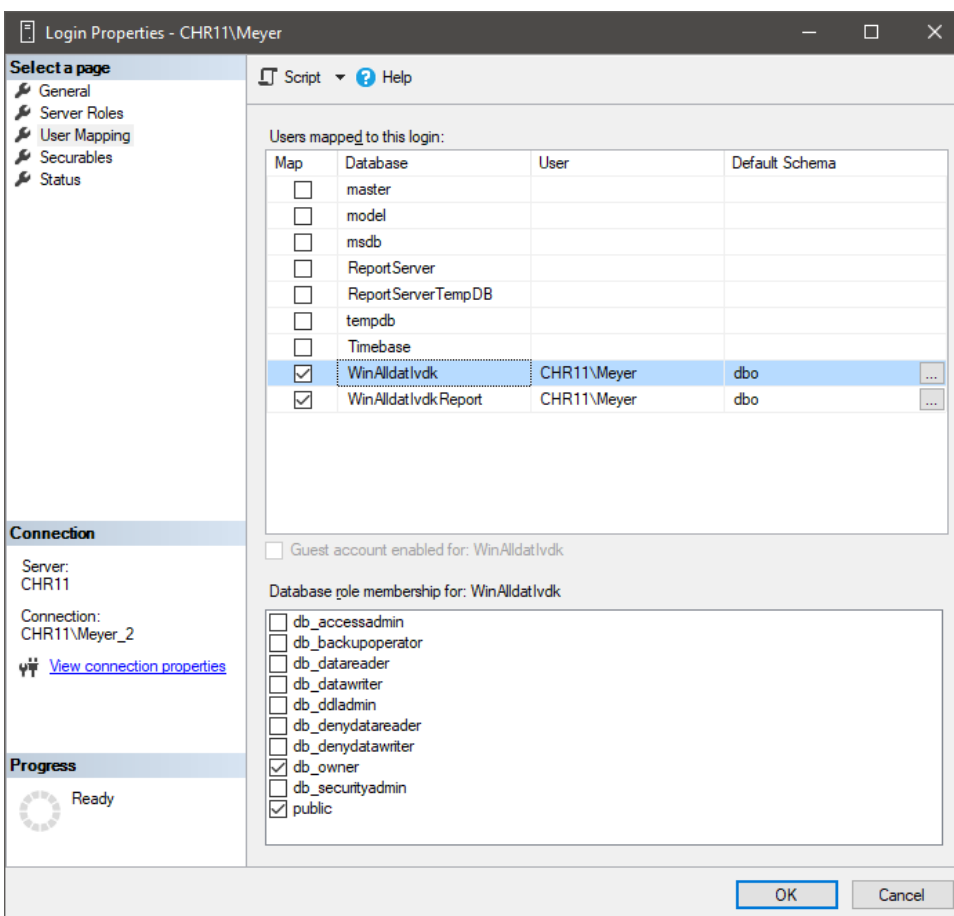 Login Properties - CHR11\Meyer
Select a page
General
Server Roles
User Mapping
Securables
Status
Script
Help
Users mapped to this login:
Map Database User Default Schema
master
model
msdb
ReportServer
ReportServerTempDB
tempdb
Timebase
WinAlldatIvdk CHR11\Meyer dbo ...
WinAlldatIvdkReport CHR11\Meyer dbo ...
Guest account enabled for: WinAlldatIvdk
Database role membership for: WinAlldatIvdk
db_accessadmin
db_backupoperator
db_datareader
db_datawriter
db_ddladmin
db_denydatareader
db_denydatawriter
db_owner
db_securityadmin
public
Connection
Server:
CHR11
Connection:
CHR11\Meyer_2
View connection properties
Progress
Ready
OK
Cancel